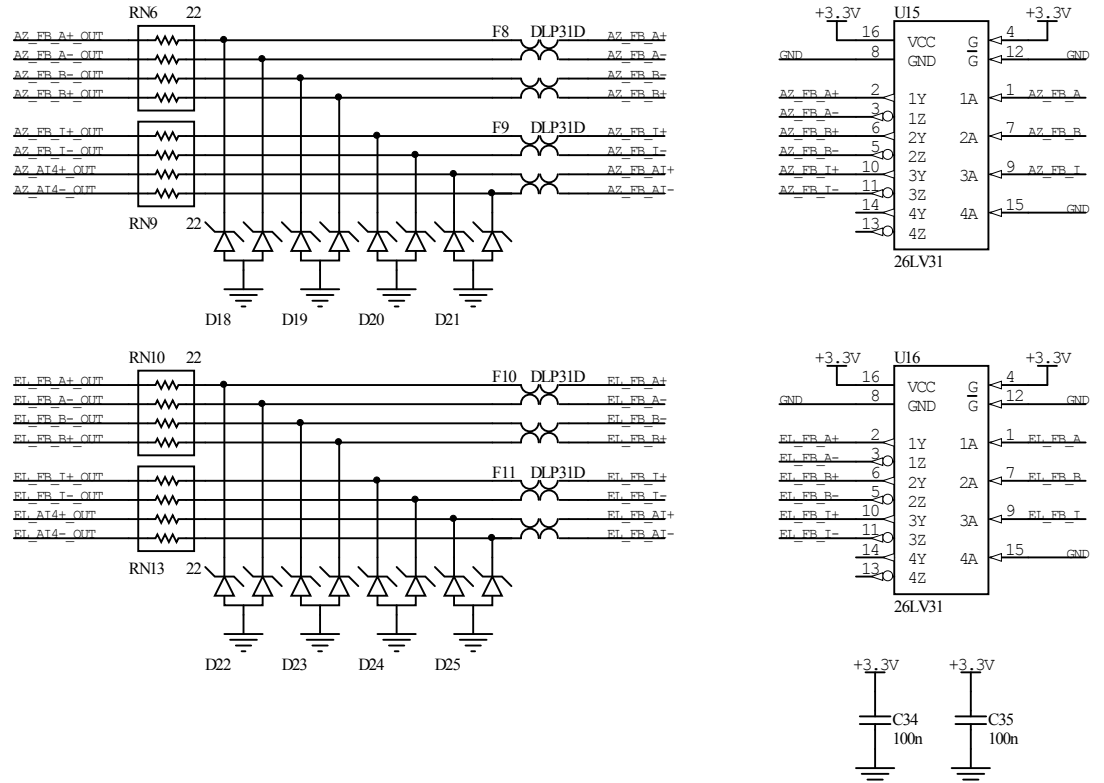 RN6 22
F8 DLP31D
AZ_FB_A+_OUT AZ_FB_A+
AZ_FB_A-_OUT AZ_FB_A-
AZ_FB_B-_OUT AZ_FB_B-
AZ_FB_B+_OUT AZ_FB_B+
F9 DLP31D
AZ_FB_I+_OUT AZ_FB_I+
AZ_FB_I-_OUT AZ_FB_I-
AZ_AI4+_OUT AZ_FB_AI+
AZ_AI4-_OUT AZ_FB_AI-
RN9 22
D18 D19 D20 D21
+3.3V U15 +3.3V
16 VCC G 4
GND 8 GND G 12 GND
AZ_FB_A+ 2 1Y 1A 1 AZ_FB_A
AZ_FB_A- 3 1Z
AZ_FB_B+ 6 2Y 2A 7 AZ_FB_B
AZ_FB_B- 5 2Z
AZ_FB_I+ 10 3Y 3A 9 AZ_FB_I
AZ_FB_I- 11 3Z
14 4Y 4A 15 GND
13 4Z
26LV31
RN10 22
F10 DLP31D
EL_FB_A+_OUT EL_FB_A+
EL_FB_A-_OUT EL_FB_A-
EL_FB_B-_OUT EL_FB_B-
EL_FB_B+_OUT EL_FB_B+
F11 DLP31D
EL_FB_I+_OUT EL_FB_I+
EL_FB_I-_OUT EL_FB_I-
EL_AI4+_OUT EL_FB_AI+
EL_AI4-_OUT EL_FB_AI-
RN13 22
D22 D23 D24 D25
+3.3V U16 +3.3V
16 VCC G 4
GND 8 GND G 12 GND
EL_FB_A+ 2 1Y 1A 1 EL_FB_A
EL_FB_A- 3 1Z
EL_FB_B+ 6 2Y 2A 7 EL_FB_B
EL_FB_B- 5 2Z
EL_FB_I+ 10 3Y 3A 9 EL_FB_I
EL_FB_I- 11 3Z
14 4Y 4A 15 GND
13 4Z
26LV31
+3.3V +3.3V
C34 C35
100n 100n